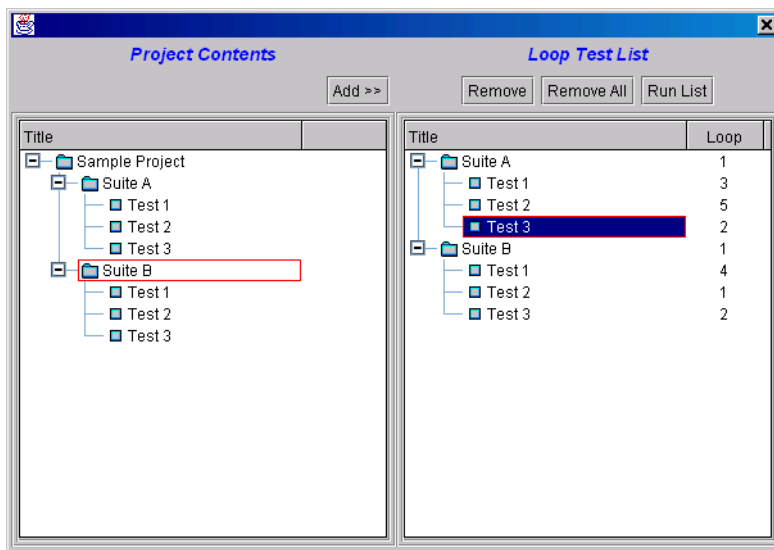 Project Contents
Loop Test List
Add >>
Remove
Remove All
Run List
Title
Sample Project
Suite A
Test 1
Test 2
Test 3
Suite B
Test 1
Test 2
Test 3
Title Loop
Suite A 1
Test 1 3
Test 2 5
Test 3 2
Suite B 1
Test 1 4
Test 2 1
Test 3 2